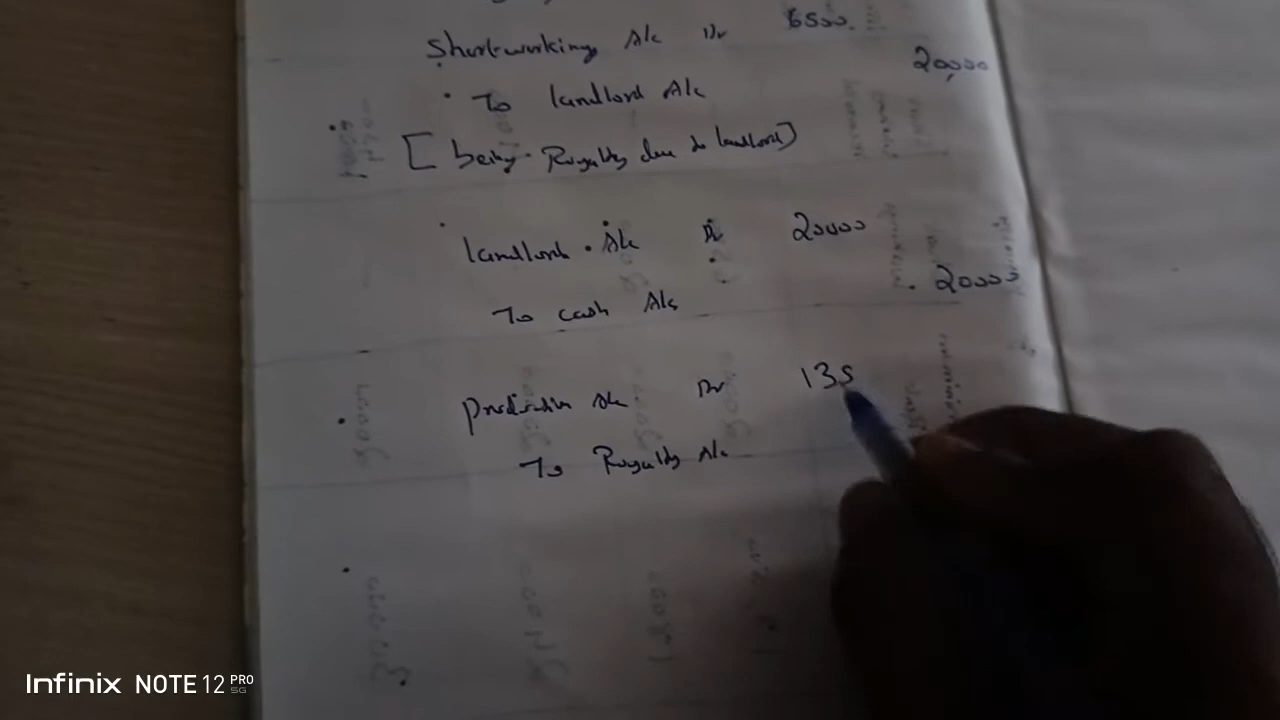 Shortworking A/c Dr 6500.
20,000
To landlord A/c
[being Royalty due to landlord]
landlord A/c Dr 20000
To cash A/c 20000
production A/c Dr 135
To Royalty A/c
Infinix NOTE 12 PRO 5G